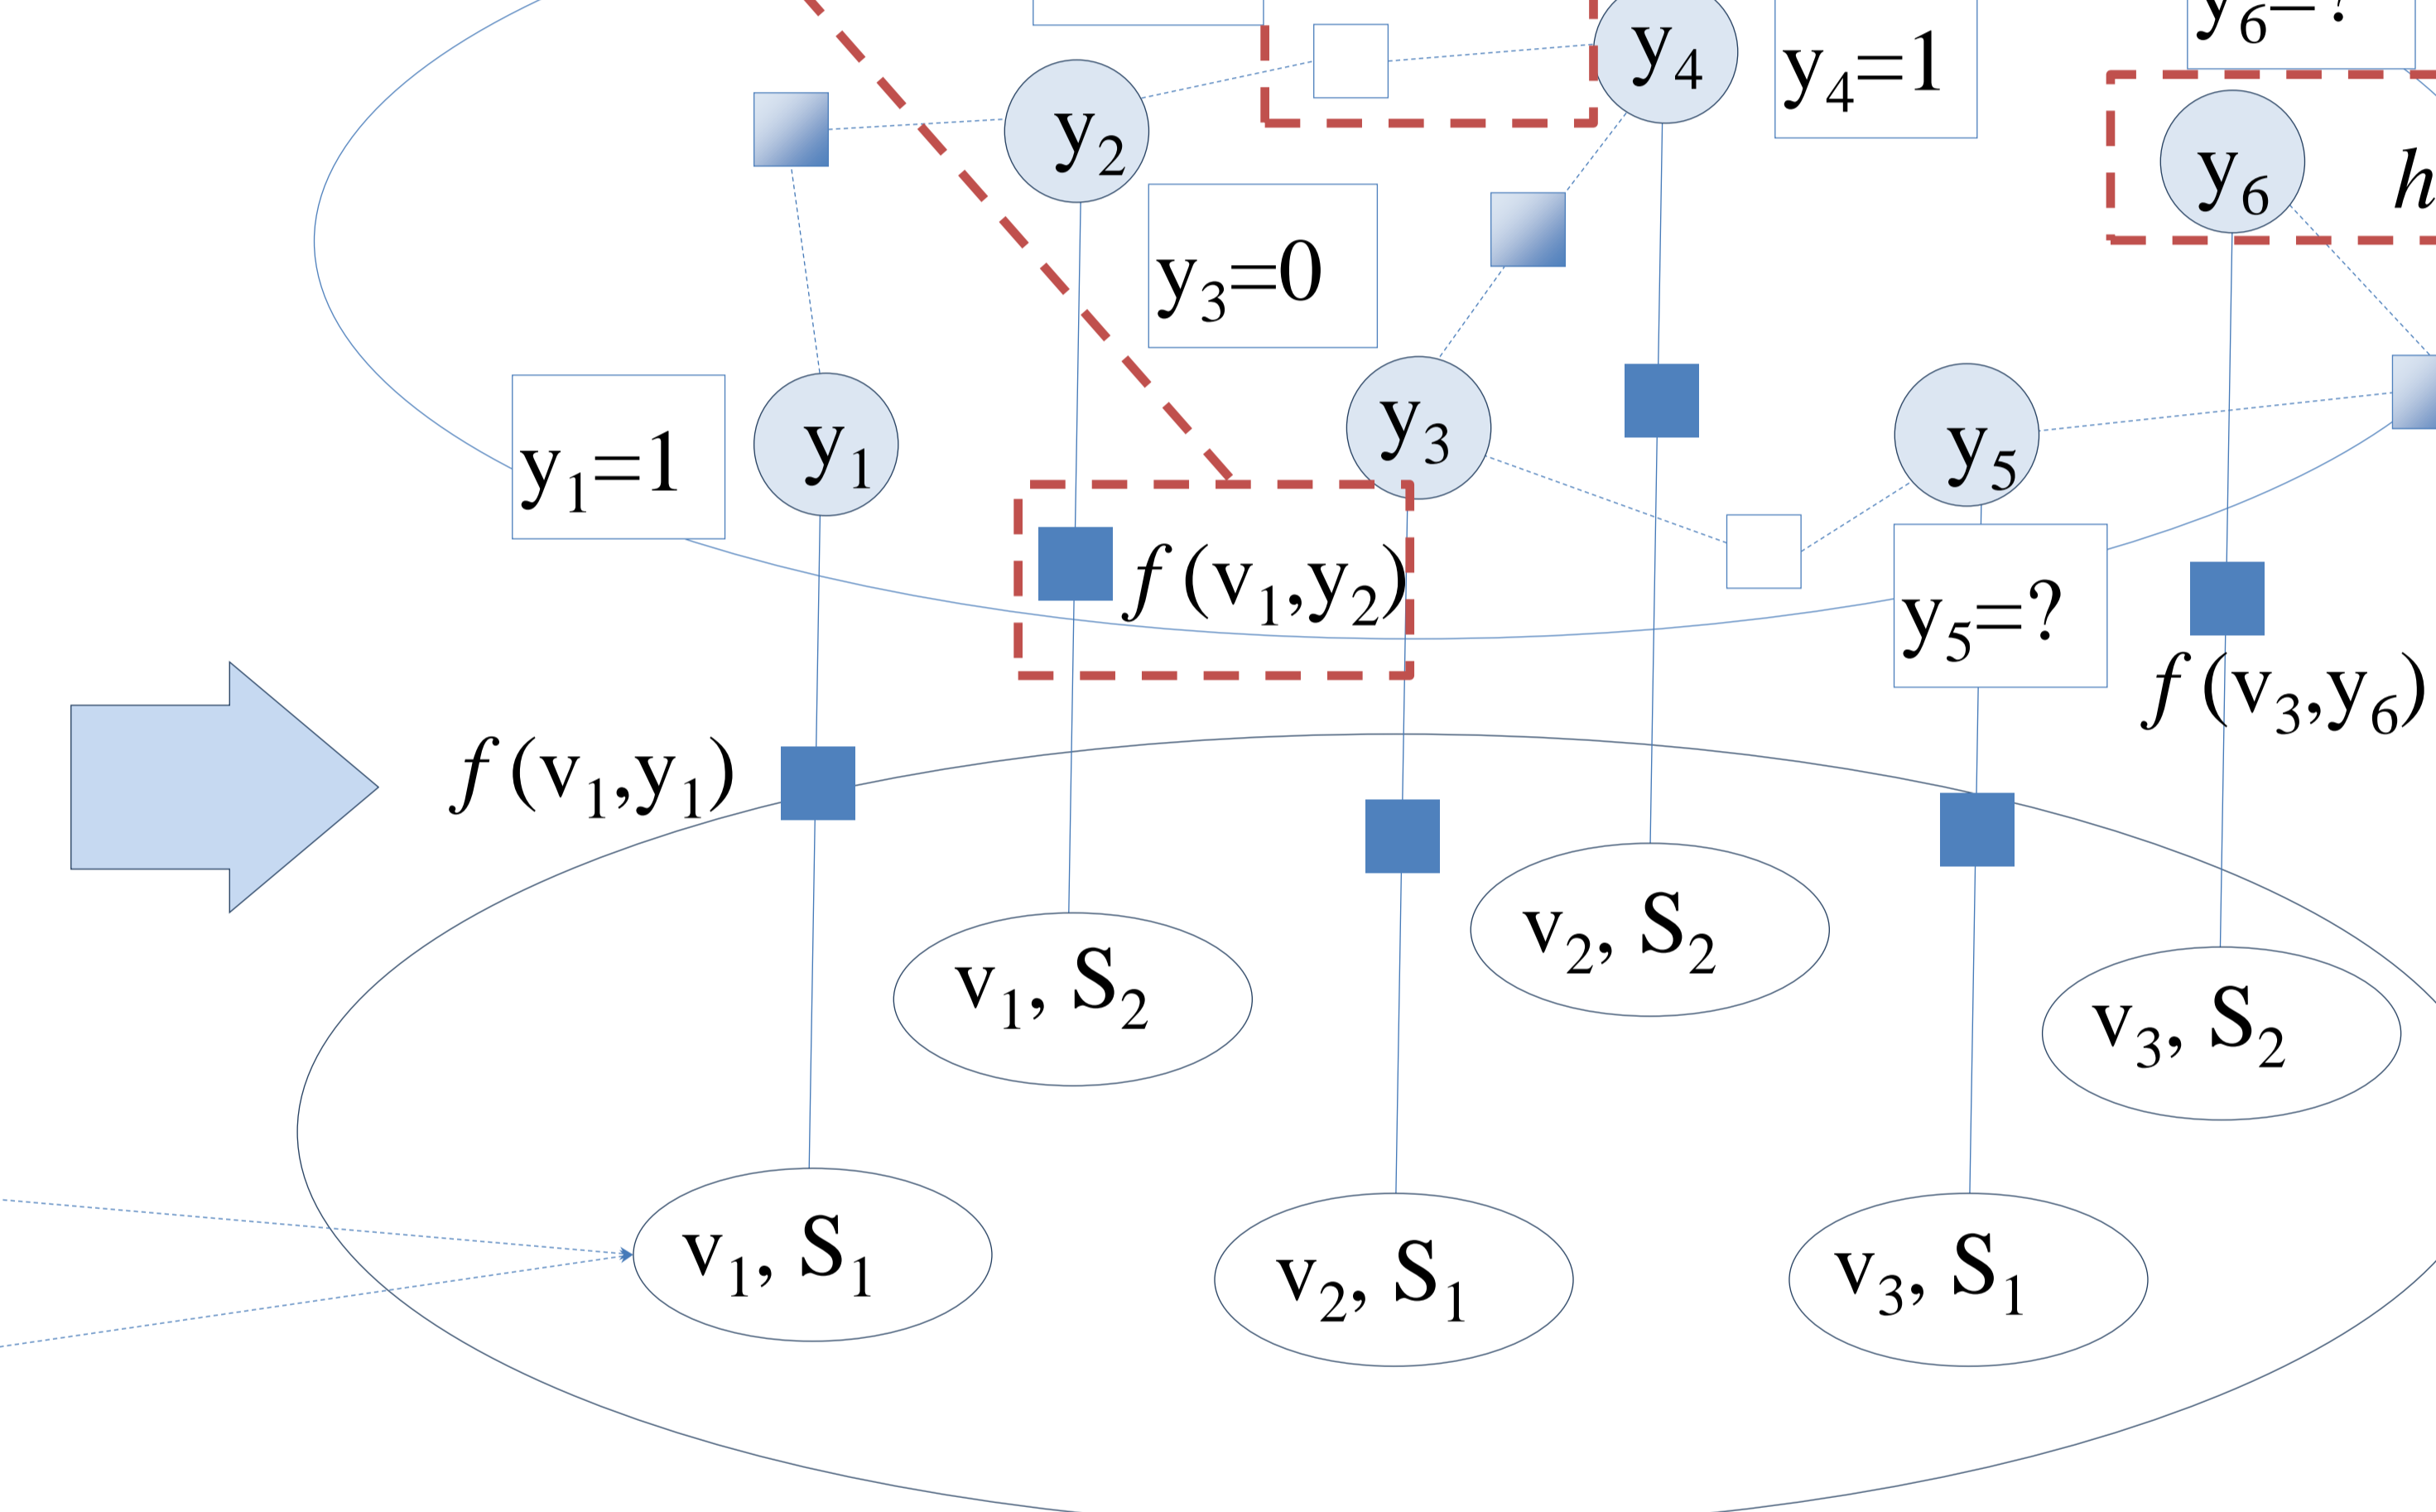 y6=?
y4
y4=1
y2
y6
h
y3=0
y3
y1=1
y1
y5
f (v1,y2)
y5=?
f (v3,y6)
f (v1,y1)
v2, S2
v1, S2
v3, S2
v1, S1
v2, S1
v3, S1